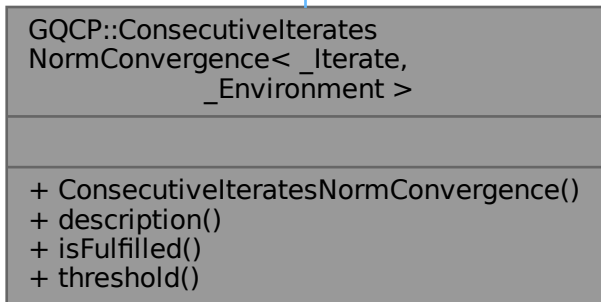 GQCP::ConsecutiveIterates
NormConvergence< _Iterate,
_Environment >
+ ConsecutiveIteratesNormConvergence()
+ description()
+ isFulfilled()
+ threshold()